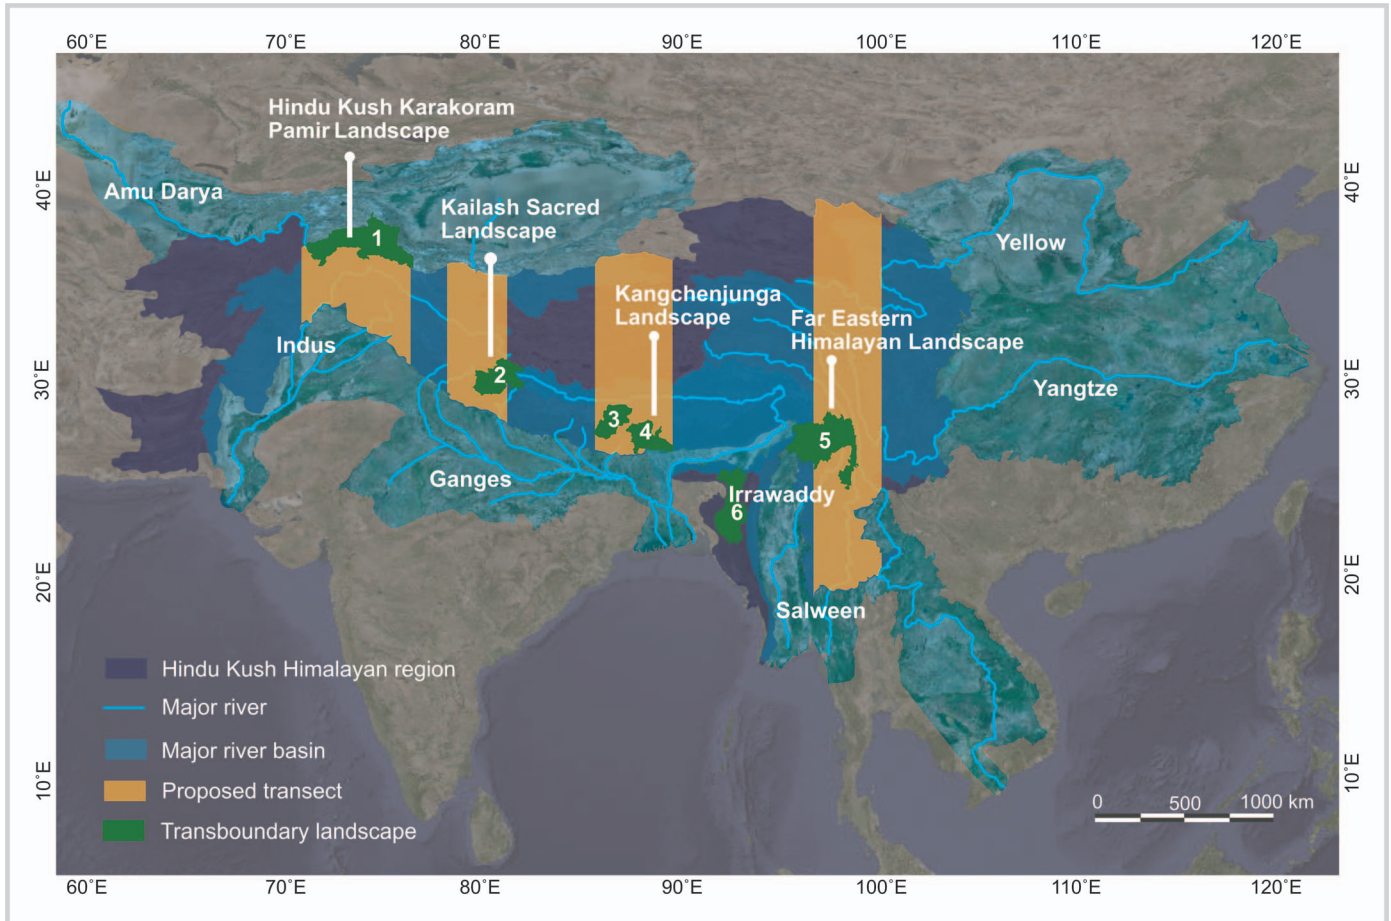 60˚E 70˚E 80˚E 90˚E 100˚E 110˚E 120˚E
Hindu Kush Karakoram
Pamir Landscape
Amu Darya
40˚E
40˚E
Kailash Sacred
Landscape
1
Yellow
Kangchenjunga
Landscape
Far Eastern
Himalayan Landscape
Indus
30˚E
30˚E
2
Yangtze
3
4
5
Ganges
Irrawaddy
6
20˚E
20˚E
Salween
Hindu Kush Himalayan region
Major river
Major river basin
Proposed transect
Transboundary landscape
10˚E
10˚E
0 500 1000 km
60˚E 70˚E 80˚E 90˚E 100˚E 110˚E 120˚E